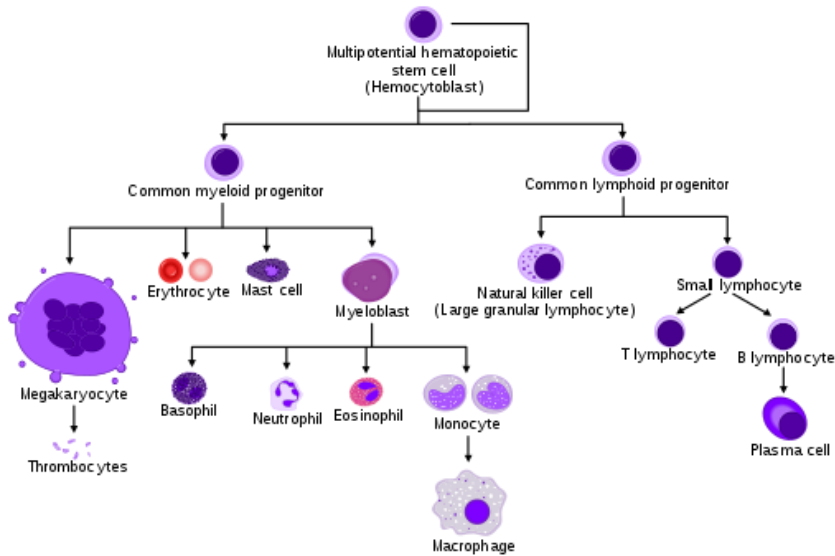 Multipotential hematopoietic
stem cell
(Hemocytoblast)
Common myeloid progenitor
Common lymphoid progenitor
Erythrocyte
Mast cell
Myeloblast
Natural killer cell
(Large granular lymphocyte)
Small lymphocyte
T lymphocyte
B lymphocyte
Megakaryocyte
Basophil
Neutrophil
Eosinophil
Monocyte
Plasma cell
Thrombocytes
Macrophage